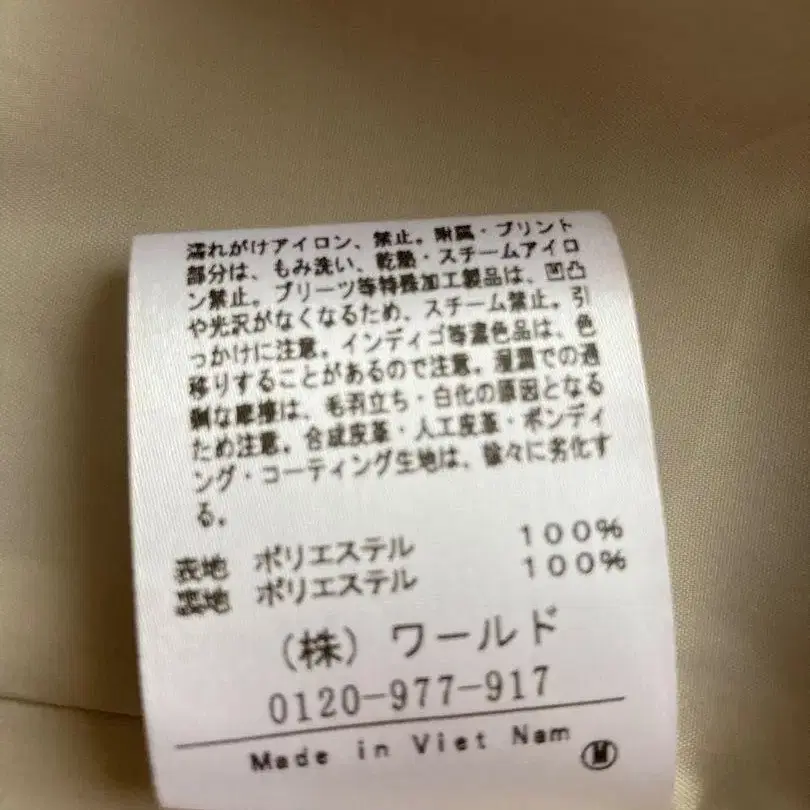 濡れがけアイロン、禁止。附属・プリント
部分は、もみ洗い、乾熱・スチームアイロ
ン禁止。プリーツ等特殊加工製品は、凹凸
や光沢がなくなるため、スチーム禁止。引
っかけに注意。インディゴ等濃色品は、色
移りすることがあるので注意。湿潤での過
剰な摩擦は、毛羽立ち・白化の原因となる
ため注意。合成皮革・人工皮革・ボンディ
ング・コーティング生地は、徐々に劣化す
る。
表地 ポリエステル 100%
裏地 ポリエステル 100%
(株)ワールド
0120-977-917
Made in Viet Nam M